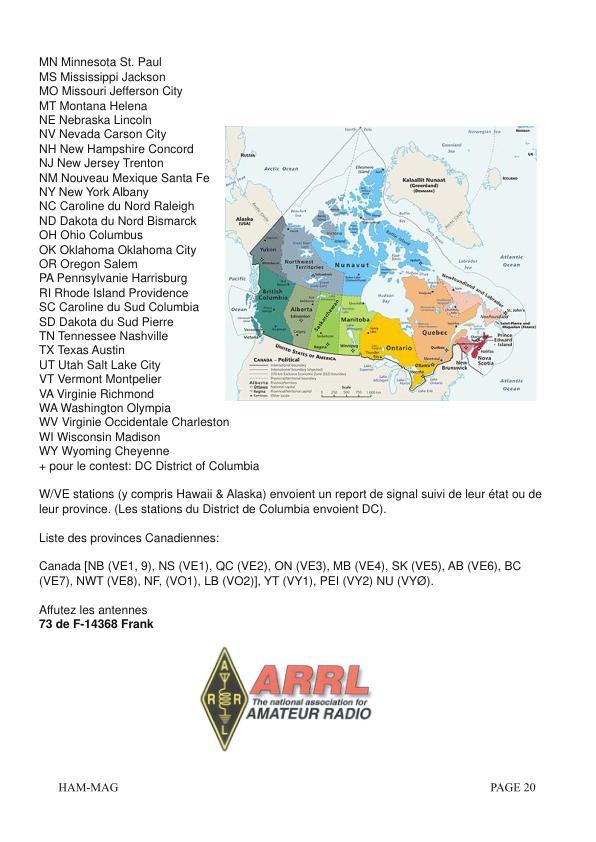 MN Minnesota St. Paul
MS Mississippi Jackson
MO Missouri Jefferson City
MT Montana Helena
NE Nebraska Lincoln
NV Nevada Carson City
NH New Hampshire Concord
NJ New Jersey Trenton
NM Nouveau Mexique Santa Fe
NY New York Albany
NC Caroline du Nord Raleigh
ND Dakota du Nord Bismarck
OH Ohio Columbus
OK Oklahoma Oklahoma City
OR Oregon Salem
PA Pennsylvanie Harrisburg
RI Rhode Island Providence
SC Caroline du Sud Columbia
SD Dakota du Sud Pierre
TN Tennessee Nashville
TX Texas Austin
UT Utah Salt Lake City
VT Vermont Montpelier
VA Virginie Richmond
WA Washington Olympia
WV Virginie Occidentale Charleston
WI Wisconsin Madison
WY Wyoming Cheyenne
+ pour le contest: DC District of Columbia
Russia
Arctic Ocean
Norwegian Sea
Greenland Sea
Kalaallit Nunaat
(Greenland)
(Denmark)
Alaska
(USA)
Yukon
Northwest
Territories
Nunavut
Pacific
British
Columbia
Alberta
Saskatchewan
Manitoba
Hudson
Bay
Ontario
Quebec
Newfoundland and Labrador
Labrador
Sea
Atlantic
Ocean
St. John's
Prince
Edward
Island
Nova
Scotia
New
Brunswick
Atlantic
Ocean
United States of America
CANADA – Political
W/VE stations (y compris Hawaii & Alaska) envoient un report de signal suivi de leur état ou de
leur province. (Les stations du District de Columbia envoient DC).
Liste des provinces Canadiennes:
Canada [NB (VE1, 9), NS (VE1), QC (VE2), ON (VE3), MB (VE4), SK (VE5), AB (VE6), BC
(VE7), NWT (VE8), NF, (VO1), LB (VO2)], YT (VY1), PEI (VY2) NU (VYØ).
Affutez les antennes
73 de F-14368 Frank
A
R R
L
ARRL
The national association for
AMATEUR RADIO
HAM-MAG
PAGE 20